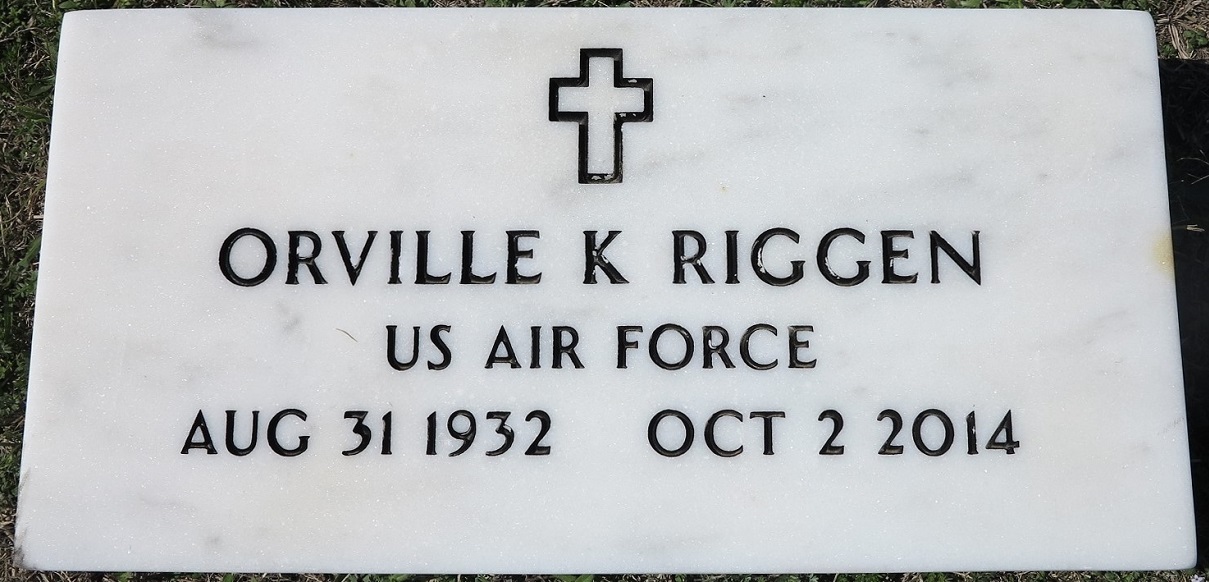 ORVILLE K RIGGEN
US AIR FORCE
AUG 31 1932 OCT 2 2014